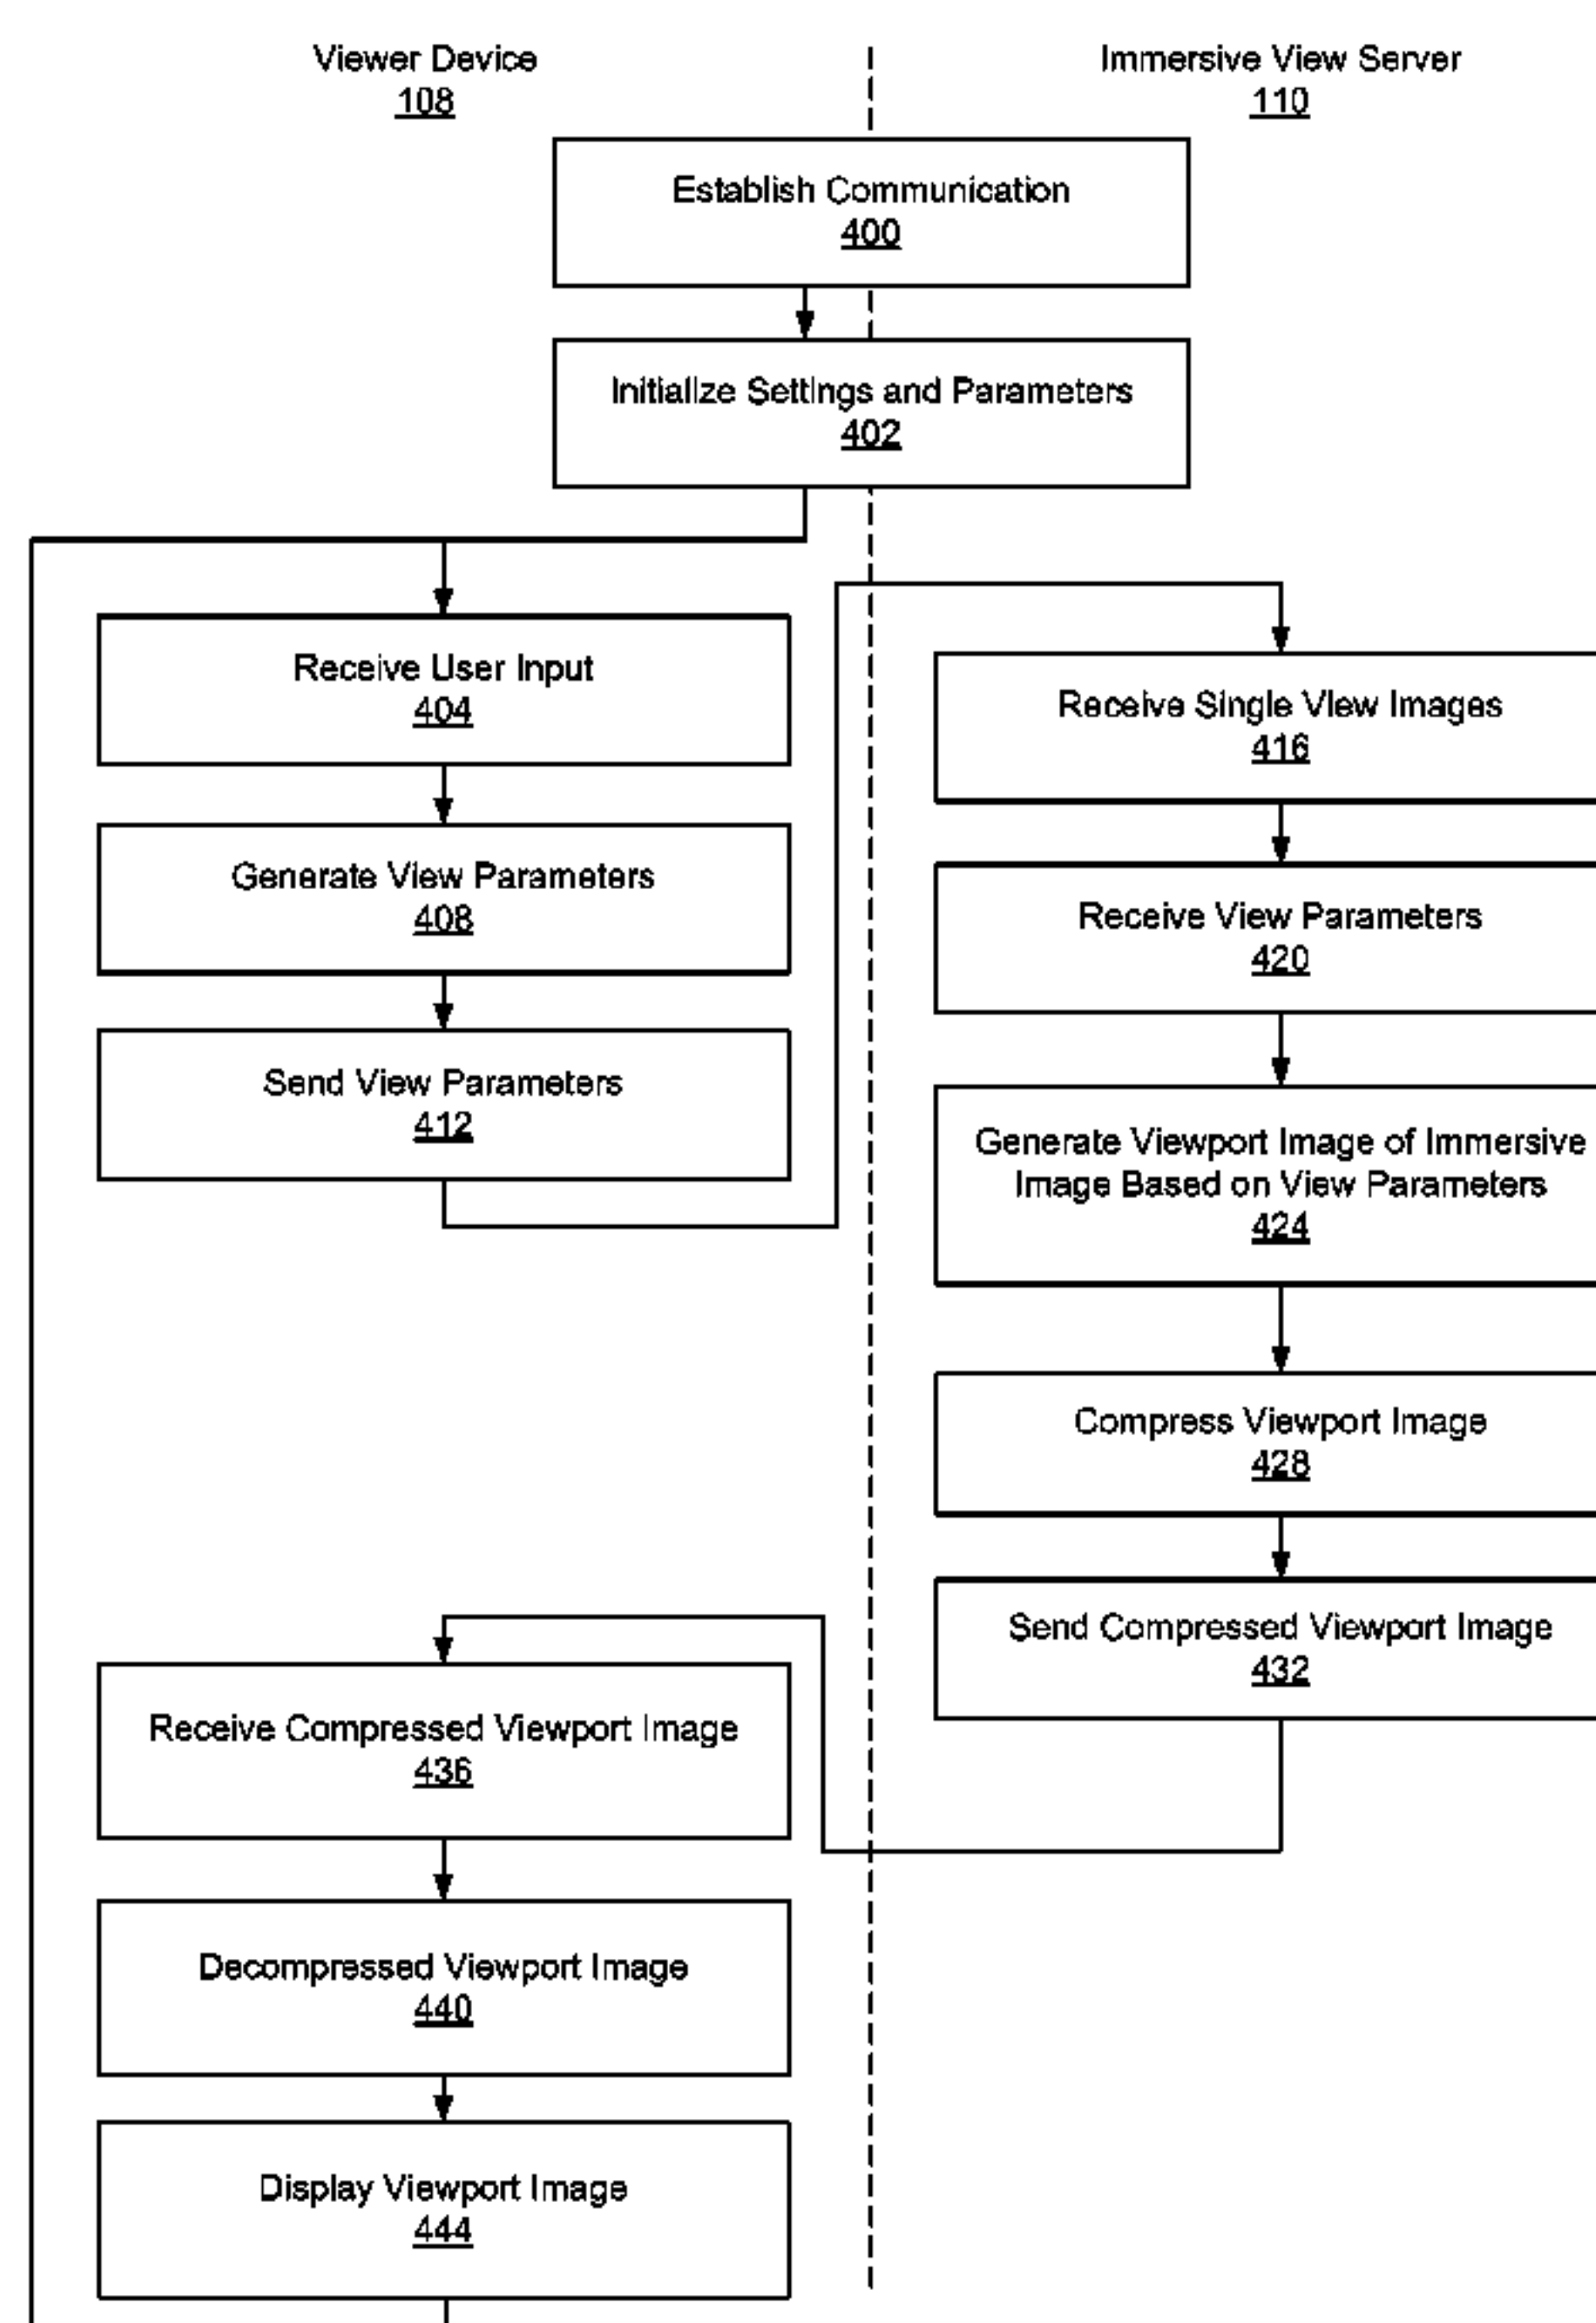 Viewer Device
108
Immersive View Server
110
Establish Communication
400
Initialize Settings and Parameters
402
Receive User Input
404
Generate View Parameters
408
Send View Parameters
412
Receive Single View Images
416
Receive View Parameters
420
Generate Viewport Image of Immersive
Image Based on View Parameters
424
Compress Viewport Image
428
Send Compressed Viewport Image
432
Receive Compressed Viewport Image
436
Decompressed Viewport Image
440
Display Viewport Image
444